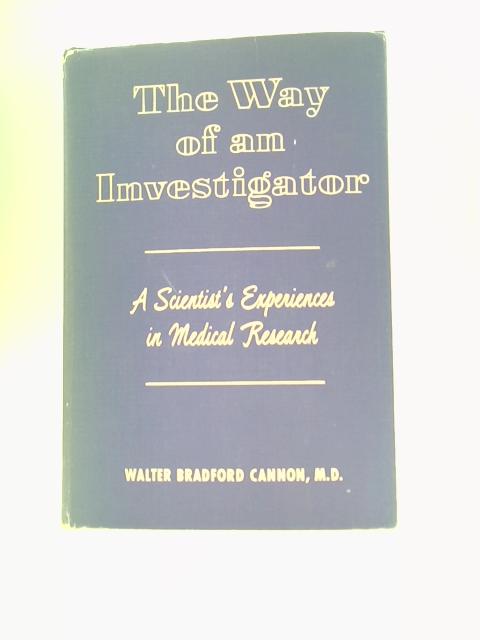 The Way
of an
Investigator
A Scientist's Experiences
in Medical Research
WALTER BRADFORD CANNON, M.D.